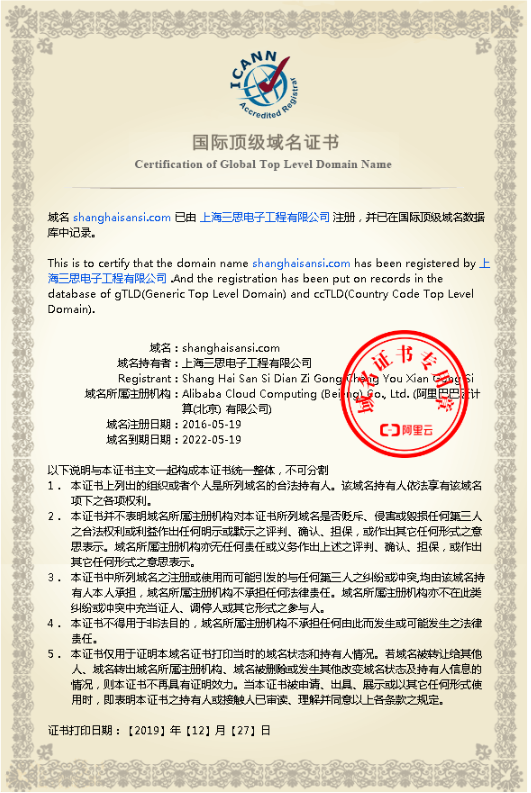 ICANN
Accredited Registrar
国际顶级域名证书
Certification of Global Top Level Domain Name
域名 shanghaisansi.com 已由 上海三思电子工程有限公司 注册，并已在国际顶级域名数据
库中记录。
This is to certify that the domain name shanghaisansi.com has been registered by 上
海三思电子工程有限公司 .And the registration has been put on records in the
database of gTLD(Generic Top Level Domain) and ccTLD(Country Code Top Level
Domain).
域名：shanghaisansi.com
域名持有者：上海三思电子工程有限公司
Registrant：Shang Hai San Si Dian Zi Gong Cheng You Xian Gong Si
域名所属注册机构：Alibaba Cloud Computing (Beijing) Co., Ltd. (阿里巴巴云计
算(北京) 有限公司)
域名注册日期：2016-05-19
域名到期日期：2022-05-19
域名证书专用章
阿里云
以下说明与本证书主文一起构成本证书统一整体，不可分割
1． 本证书上列出的组织或者个人是所列域名的合法持有人。该域名持有人依法享有该域名
项下之各项权利。
2． 本证书并不表明域名所属注册机构对本证书所列域名是否贬斥、侵害或毁损任何第三人
之合法权利或利益作出任何明示或默示之评判、确认、担保，或作出其它任何形式之意
思表示。域名所属注册机构亦无任何责任或义务作出上述之评判、确认、担保，或作出
其它任何形式之意思表示。
3． 本证书中所列域名之注册或使用而可能引发的与任何第三人之纠纷或冲突,均由该域名持
有人本人承担，域名所属注册机构不承担任何法律责任。域名所属注册机构亦不在此类
纠纷或冲突中充当证人、调停人或其它形式之参与人。
4． 本证书不得用于非法目的，域名所属注册机构不承担任何由此而发生或可能发生之法律
责任。
5． 本证书仅用于证明本域名证书打印当时的域名状态和持有人情况。若域名被转让给其他
人、域名转出域名所属注册机构、域名被删除或发生其他改变域名状态及持有人信息的
情况，则本证书不再具有证明效力。当本证书被申请、出具、展示或以其它任何形式使
用时，即表明本证书之持有人或接触人已审读、理解并同意以上各条款之规定。
证书打印日期：【2019】年【12】月【27】日